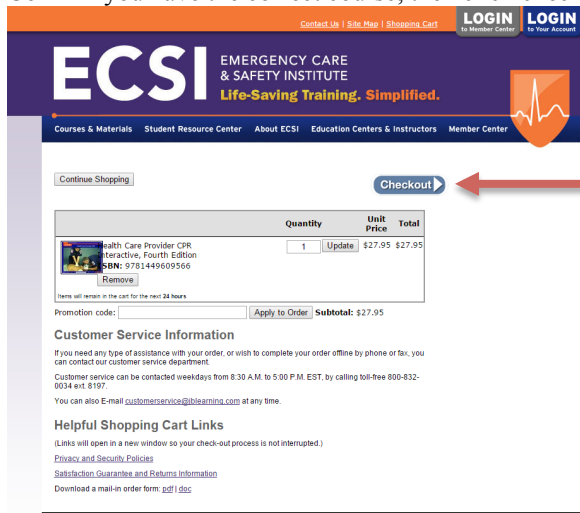 Contact Us | Site Map | Shopping Cart
LOGIN
to Member Center
LOGIN
to Your Account
ECSI
EMERGENCY CARE
& SAFETY INSTITUTE
Life-Saving Training. Simplified.
Courses & Materials Student Resource Center About ECSI Education Centers & Instructors Member Center
Continue Shopping
Checkout
Quantity Unit Price Total
Health Care Provider CPR
Interactive, Fourth Edition
ISBN: 9781449609566
1 Update $27.95 $27.95
Remove
Items will remain in the cart for the next 24 hours
Promotion code: Apply to Order Subtotal: $27.95
Customer Service Information
If you need any type of assistance with your order, or wish to complete your order offline by phone or fax, you
can contact our customer service department.
Customer service can be contacted weekdays from 8:30 A.M. to 5:00 P.M. EST, by calling toll-free 800-832-
0034 ext. 8197.
You can also E-mail customerservice@jblearning.com at any time.
Helpful Shopping Cart Links
(Links will open in a new window so your check-out process is not interrupted.)
Privacy and Security Policies
Satisfaction Guarantee and Returns Information
Download a mail-in order form: pdf | doc